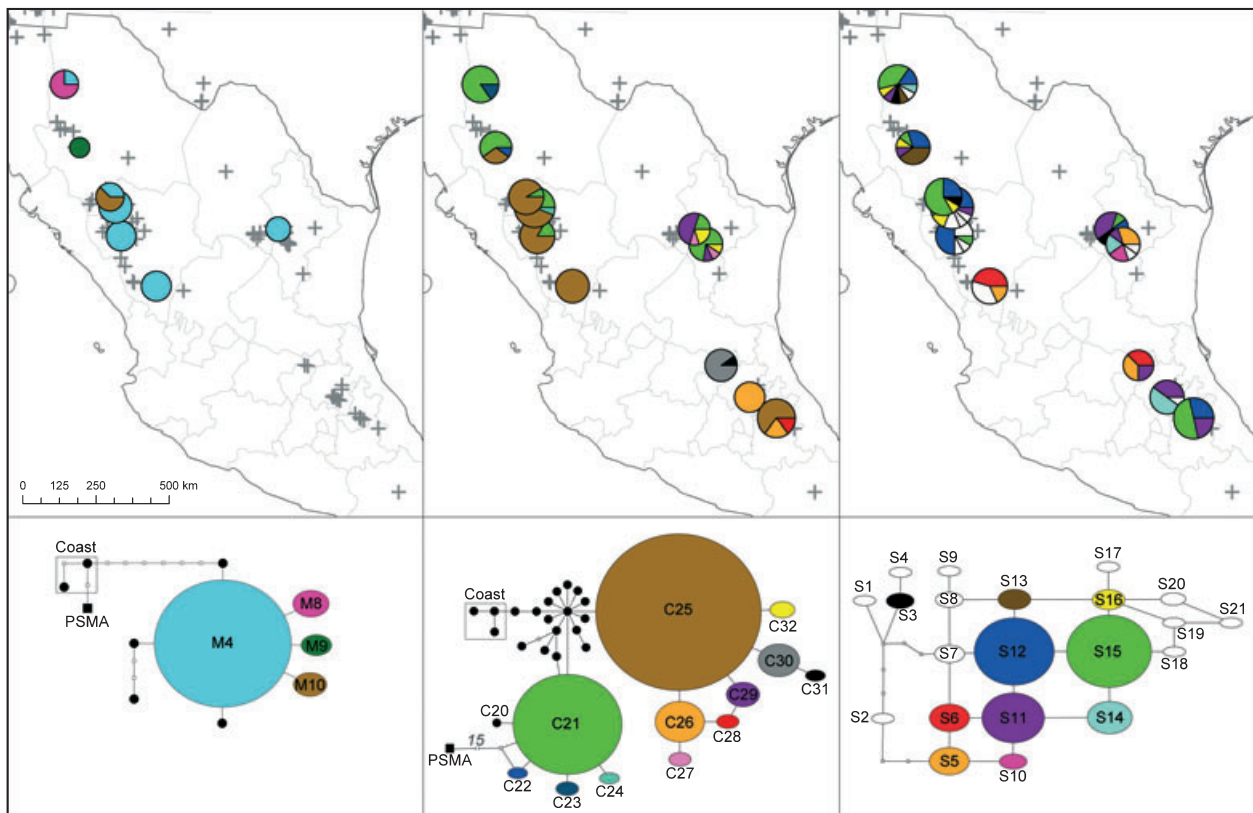 0 125 250 500 km
Coast
PSMA
M4
M8
M9
M10
Coast
C25
C32
C30
C31
C29
C28
C26
C27
C20
C21
15
PSMA
C22
C23
C24
S4
S9
S17
S1
S3
S8
S13
S16
S20
S21
S19
S18
S7
S12
S15
S2
S6
S11
S14
S5
S10